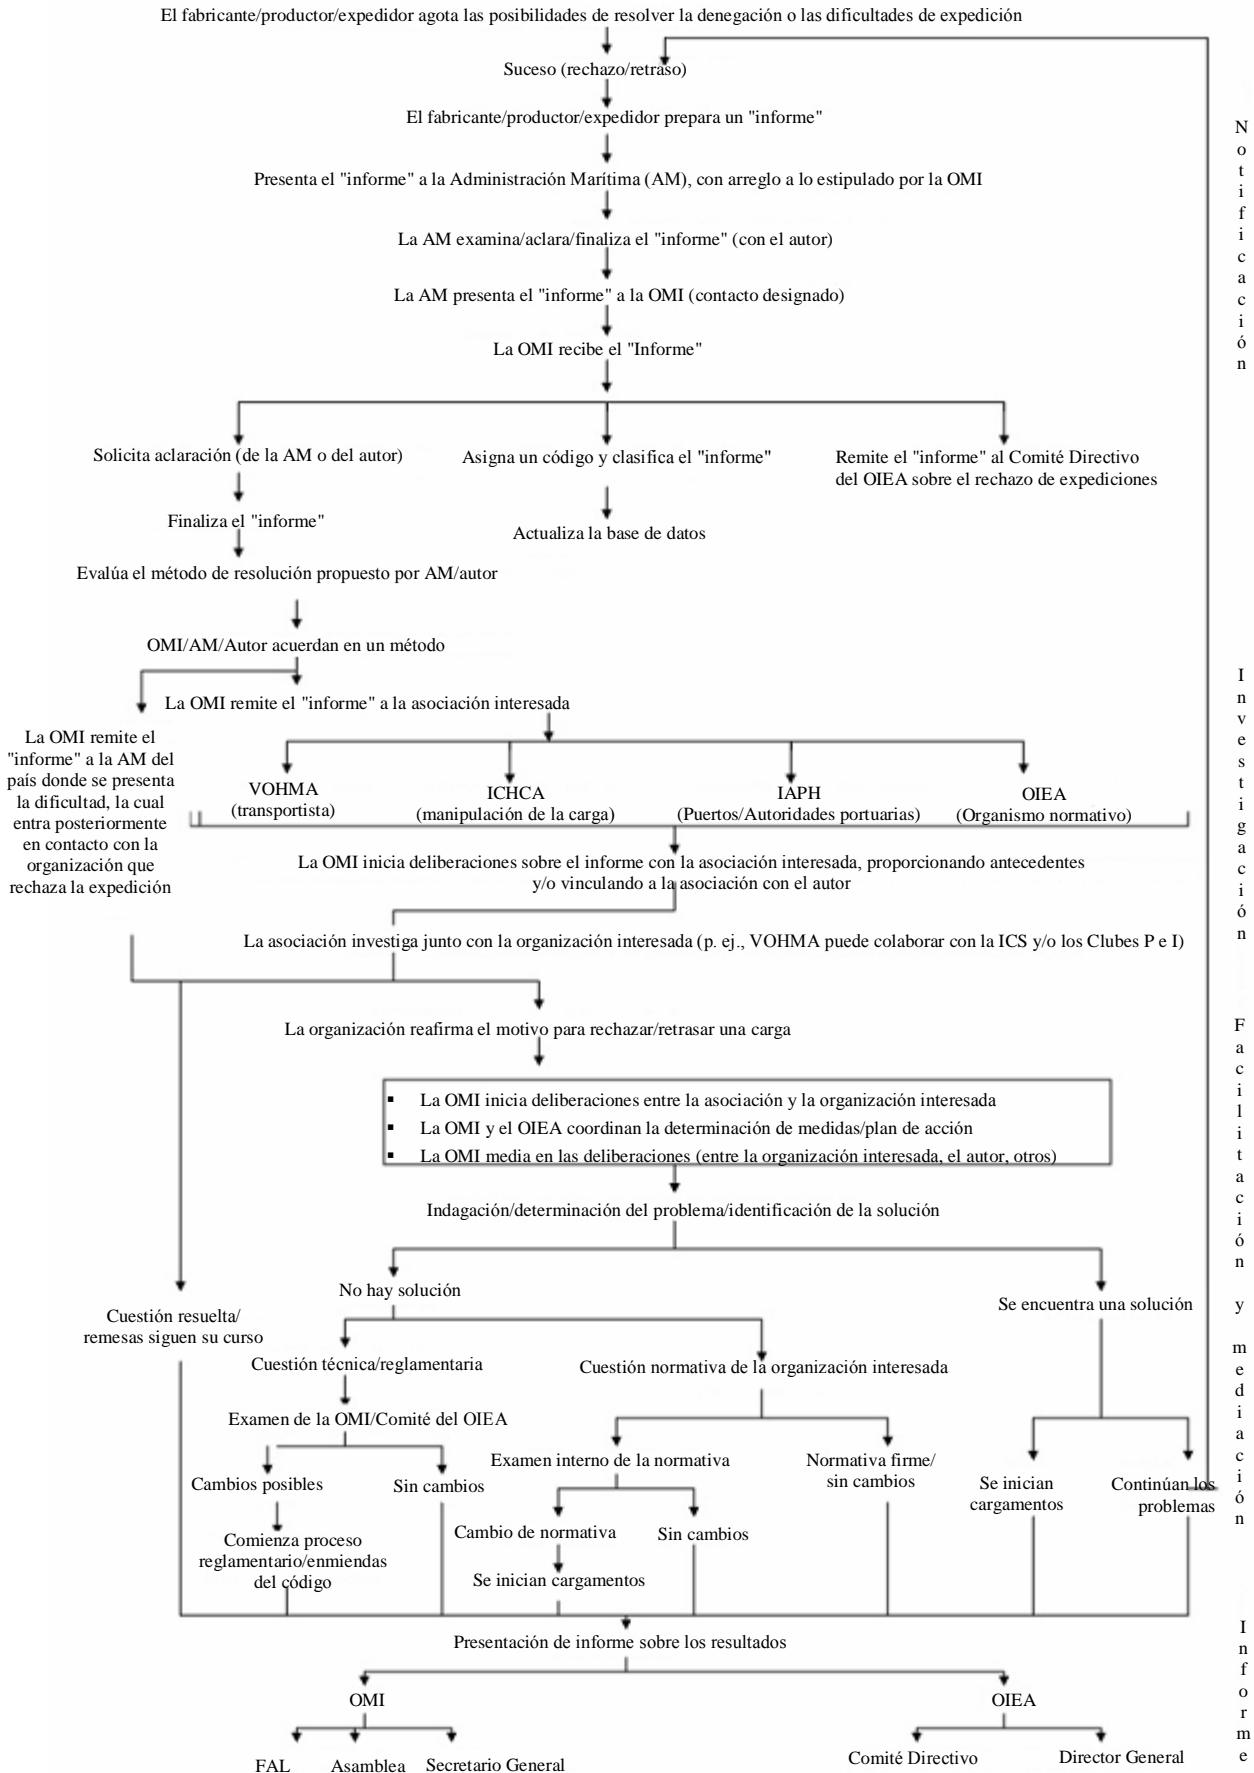 El fabricante/productor/expedidor agota las posibilidades de resolver la denegación o las dificultades de expedición
Suceso (rechazo/retraso)
El fabricante/productor/expedidor prepara un "informe"
Presenta el "informe" a la Administración Marítima (AM), con arreglo a lo estipulado por la OMI
La AM examina/aclara/finaliza el "informe" (con el autor)
La AM presenta el "informe" a la OMI (contacto designado)
La OMI recibe el "Informe"
Notificación
Solicita aclaración (de la AM o del autor)
Asigna un código y clasifica el "informe"
Remite el "informe" al Comité Directivo
del OIEA sobre el rechazo de expediciones
Finaliza el "informe"
Actualiza la base de datos
Evalúa el método de resolución propuesto por AM/autor
OMI/AM/Autor acuerdan en un método
La OMI remite el "informe" a la asociación interesada
La OMI remite el
"informe" a la AM del
país donde se presenta
la dificultad, la cual
entra posteriormente
en contacto con la
organización que
rechaza la expedición
VOHMA
(transportista)
ICHCA
(manipulación de la carga)
IAPH
(Puertos/Autoridades portuarias)
OIEA
(Organismo normativo)
Investigación
La OMI inicia deliberaciones sobre el informe con la asociación interesada, proporcionando antecedentes
y/o vinculando a la asociación con el autor
La asociación investiga junto con la organización interesada (p. ej., VOHMA puede colaborar con la ICS y/o los Clubes P e I)
La organización reafirma el motivo para rechazar/retrasar una carga
▪ La OMI inicia deliberaciones entre la asociación y la organización interesada
▪ La OMI y el OIEA coordinan la determinación de medidas/plan de acción
▪ La OMI media en las deliberaciones (entre la organización interesada, el autor, otros)
Indagación/determinación del problema/identificación de la solución
Facilitación y mediación
No hay solución
Se encuentra una solución
Cuestión resuelta/
remesas siguen su curso
Cuestión técnica/reglamentaria
Cuestión normativa de la organización interesada
Examen de la OMI/Comité del OIEA
Examen interno de la normativa
Normativa firme/
sin cambios
Cambios posibles
Sin cambios
Se inician
cargamentos
Continúan los
problemas
Comienza proceso
reglamentario/enmiendas
del código
Cambio de normativa
Sin cambios
Se inician cargamentos
Presentación de informe sobre los resultados
OMI
OIEA
FAL
Asamblea
Secretario General
Comité Directivo
Director General
Informe